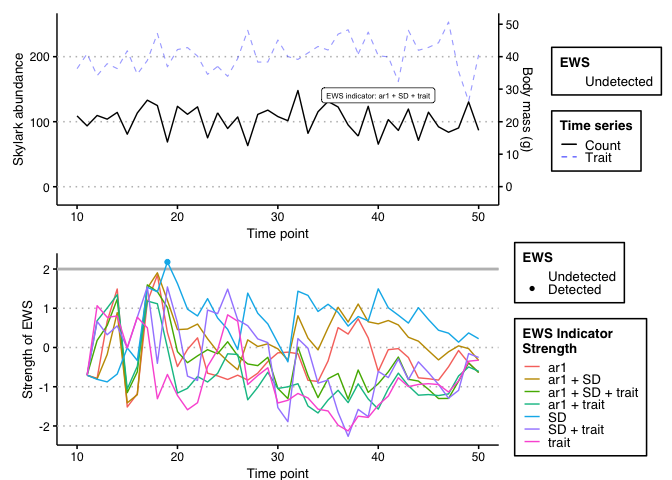 Skylark abundance
200
100
0
50
40
30
20
10
0
Body mass (g)
EWS indicator: ar1 + SD + trait
10 20 30 40 50
Time point
EWS
Undetected
Time series
Count
Trait
Strength of EWS
2
1
0
-1
-2
10 20 30 40 50
Time point
EWS
Undetected
Detected
EWS Indicator
Strength
ar1
ar1 + SD
ar1 + SD + trait
ar1 + trait
SD
SD + trait
trait